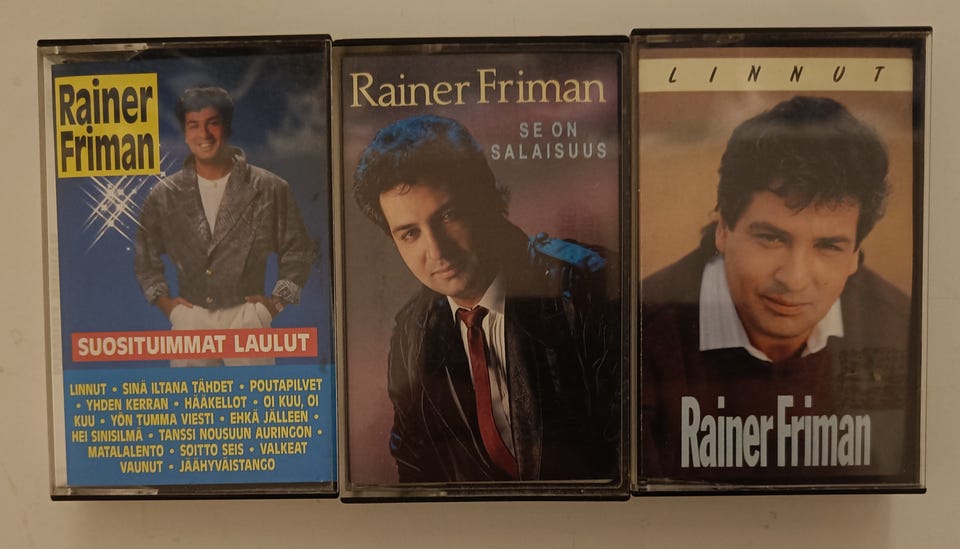 Rainer
Friman
SUOSITUIMMAT LAULUT
LINNUT • SINÄ ILTANA TÄHDET • POUTAPILVET
• YHDEN KERRAN • HÄÄKELLOT • OI KUU, OI
KUU • YÖN TUMMA VIESTI • EHKÄ JÄLLEEN •
HEI SINISILMÄ • TANSSI NOUSUUN AURINGON •
MATALALENTO • SOITTO SEIS • VALKEAT
VAUNUT • JÄÄHYVÄISTANGO
Rainer Friman
SE ON
SALAISUUS
LINNUT
Rainer Friman